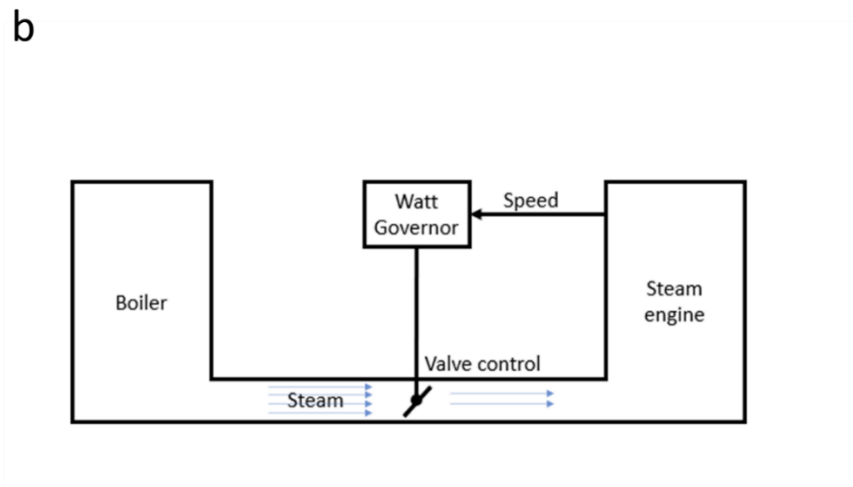 b
Watt
Governor
Speed
Boiler
Steam
engine
Valve control
Steam